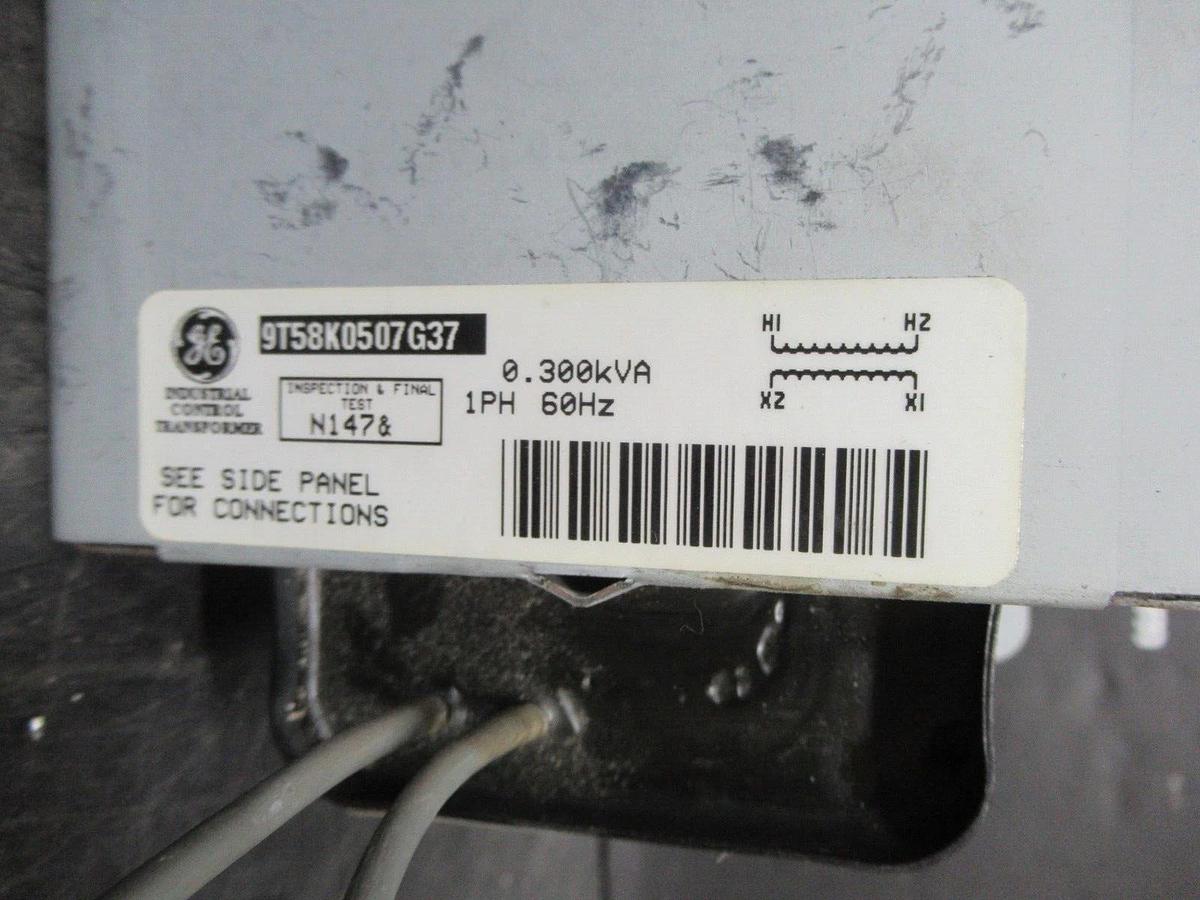 GE
9T58K0507G37
INDUSTRIAL
CONTROL
TRANSFORMER
INSPECTION & FINAL
TEST
N147&
0.300kVA
1PH 60Hz
H1 H2
X2 X1
SEE SIDE PANEL
FOR CONNECTIONS